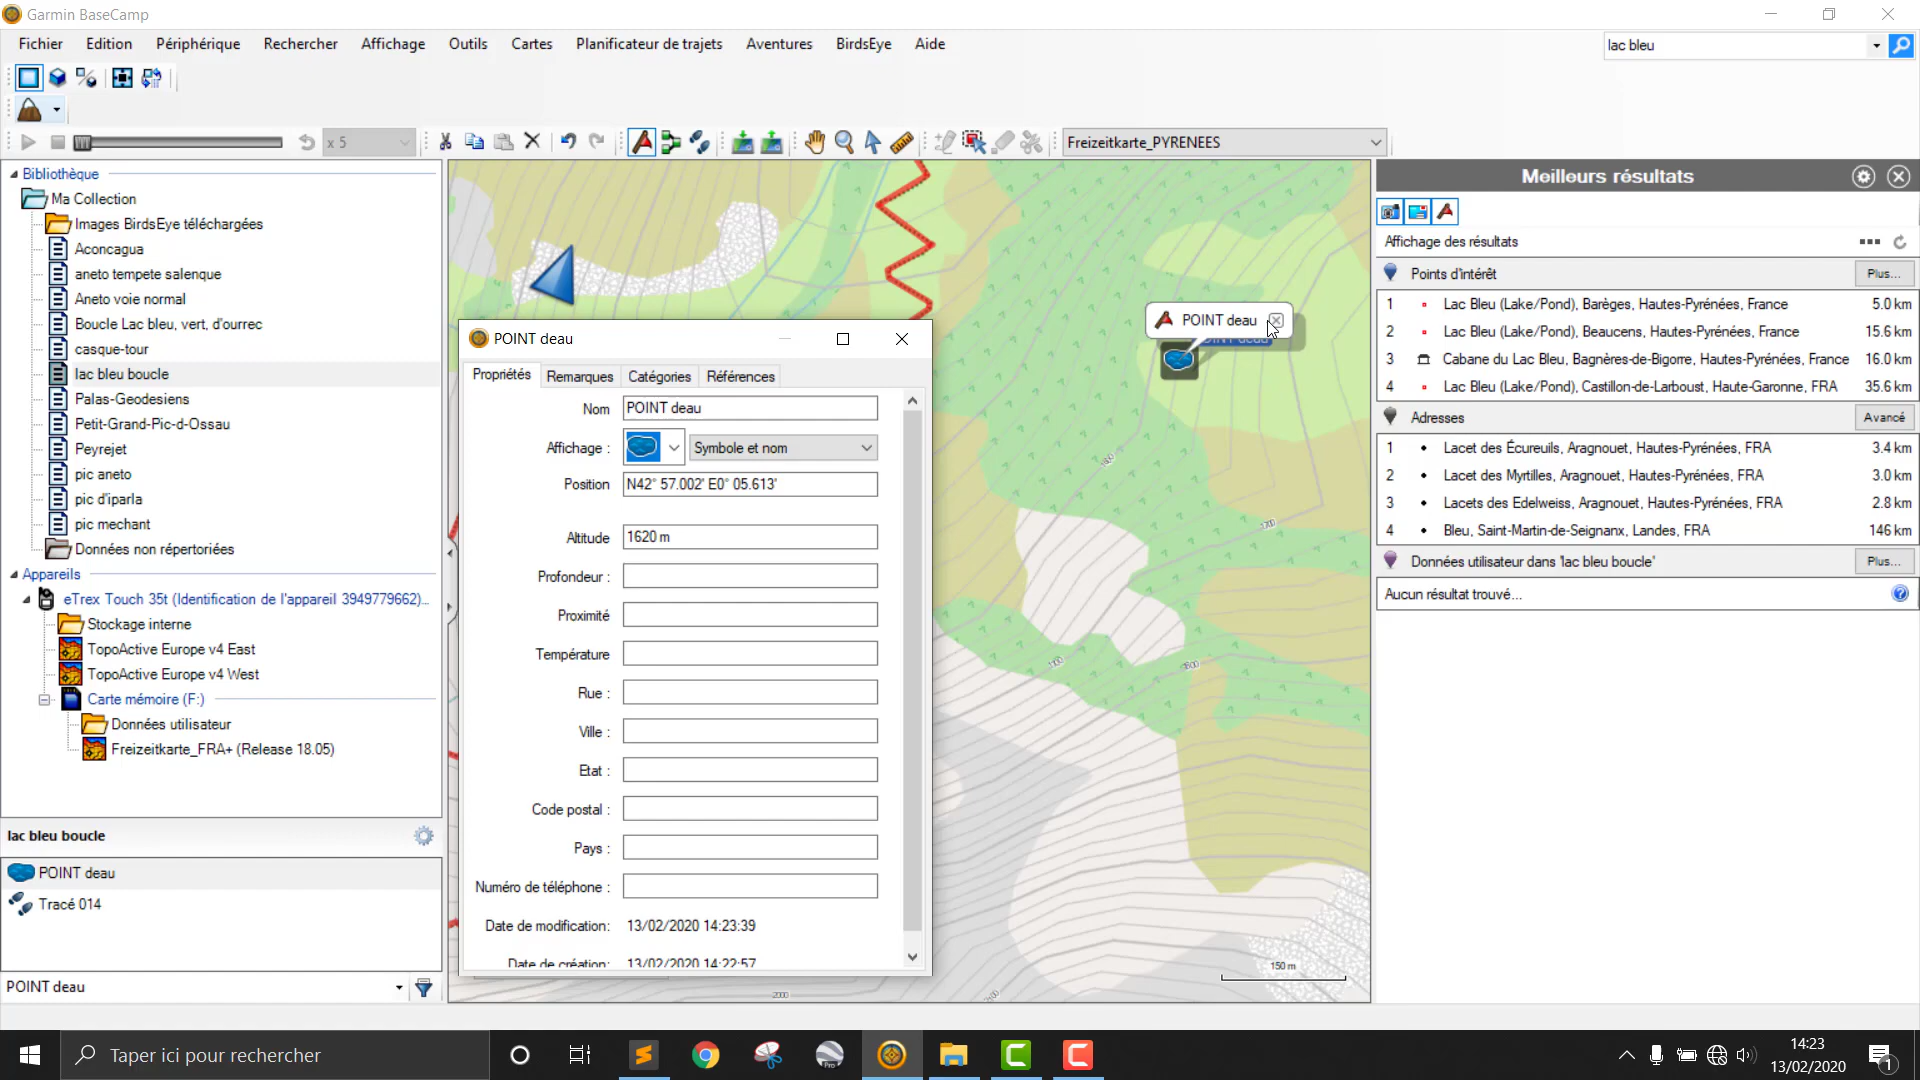 Garmin BaseCamp
Fichier Edition Périphérique Rechercher Affichage Outils Cartes Planificateur de trajets Aventures BirdsEye Aide
lac bleu
x 5
Freizeitkarte_PYRENEES
Bibliothèque
Ma Collection
Images BirdsEye téléchargées
Aconcagua
aneto tempete salenque
Aneto voie normal
Boucle Lac bleu, vert, d'ourrec
casque-tour
lac bleu boucle
Palas-Geodesiens
Petit-Grand-Pic-d-Ossau
Peyrejet
pic aneto
pic d'iparla
pic mechant
Données non répertoriées
Appareils
eTrex Touch 35t (Identification de l'appareil 3949779662)...
Stockage interne
TopoActive Europe v4 East
TopoActive Europe v4 West
Carte mémoire (F:)
Données utilisateur
Freizeitkarte_FRA+ (Release 18.05)
lac bleu boucle
POINT deau
Tracé 014
POINT deau
POINT deau
Propriétés Remarques Catégories Références
Nom POINT deau
Affichage : Symbole et nom
Position N42° 57.002' E0° 05.613'
Altitude 1620 m
Profondeur :
Proximité
Température
Rue :
Ville :
Etat :
Code postal :
Pays :
Numéro de téléphone :
Date de modification: 13/02/2020 14:23:39
Date de création: 13/02/2020 14:22:57
POINT deau
150 m
2000
Meilleurs résultats
Affichage des résultats
Points d'intérêt Plus...
1 Lac Bleu (Lake/Pond), Barèges, Hautes-Pyrénées, France 5.0 km
2 Lac Bleu (Lake/Pond), Beaucens, Hautes-Pyrénées, France 15.6 km
3 Cabane du Lac Bleu, Bagnères-de-Bigorre, Hautes-Pyrénées, France 16.0 km
4 Lac Bleu (Lake/Pond), Castillon-de-Larboust, Haute-Garonne, FRA 35.6 km
Adresses Avancé
1 Lacet des Écureuils, Aragnouet, Hautes-Pyrénées, FRA 3.4 km
2 Lacet des Myrtilles, Aragnouet, Hautes-Pyrénées, FRA 3.0 km
3 Lacets des Edelweiss, Aragnouet, Hautes-Pyrénées, FRA 2.8 km
4 Bleu, Saint-Martin-de-Seignanx, Landes, FRA 146 km
Données utilisateur dans 'lac bleu boucle' Plus...
Aucun résultat trouvé...
Taper ici pour rechercher
Pro
14:23
13/02/2020
1